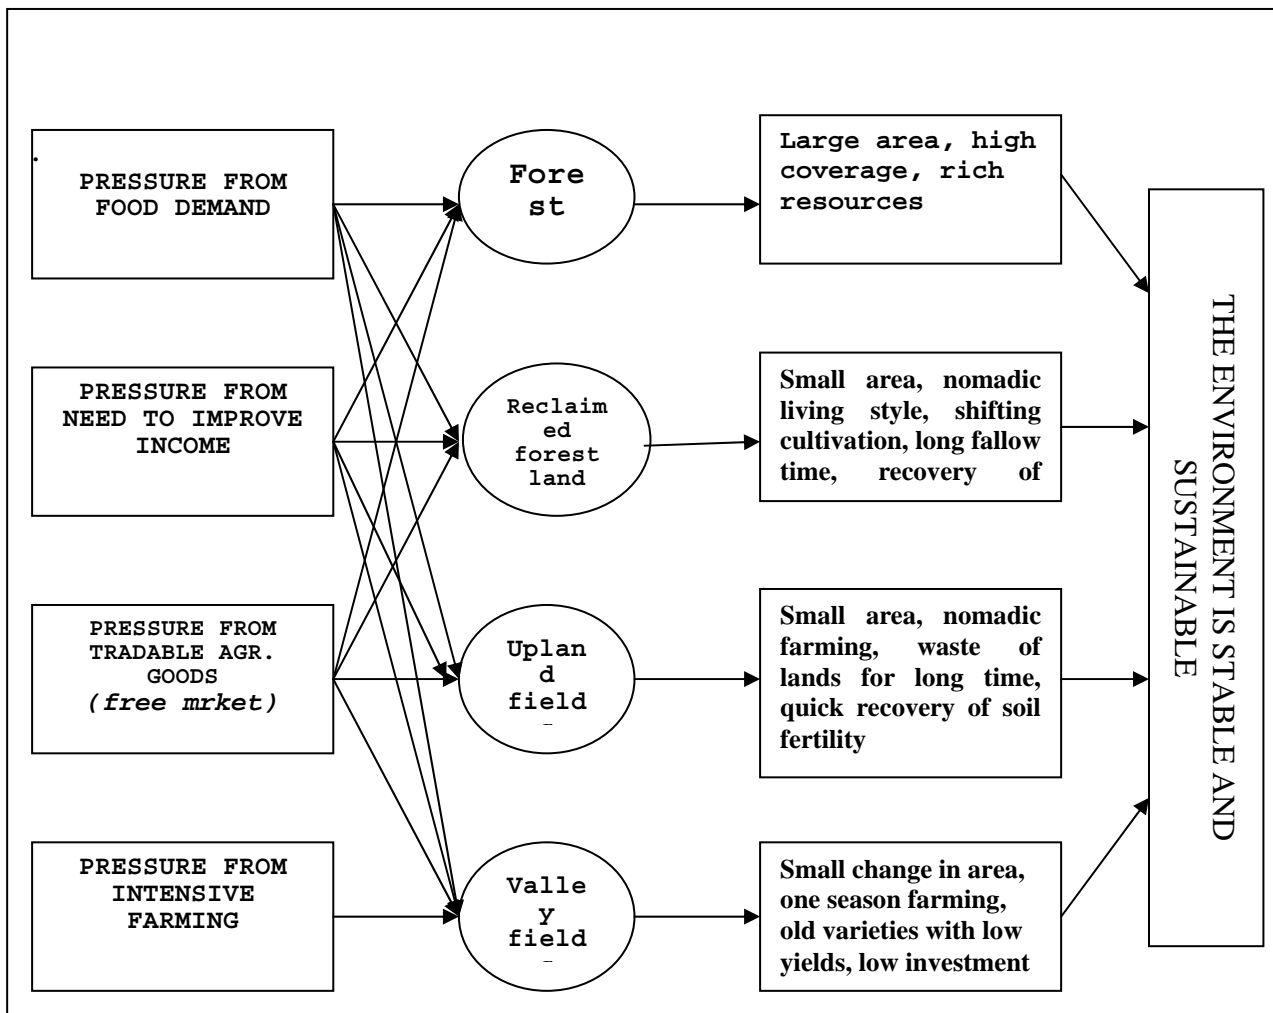 .
PRESSURE FROM
FOOD DEMAND
Fore
st
Large area, high
coverage, rich
resources
PRESSURE FROM
NEED TO IMPROVE
INCOME
Reclaim
ed
forest
land
Small area, nomadic
living style, shifting
cultivation, long fallow
time, recovery of
PRESSURE FROM
TRADABLE AGR.
GOODS
(free mrket)
Uplan
d
field
Small area, nomadic
farming, waste of
lands for long time,
quick recovery of soil
fertility
PRESSURE FROM
INTENSIVE
FARMING
Valle
y
field
Small change in area,
one season farming,
old varieties with low
yields, low investment
THE ENVIRONMENT IS STABLE AND
SUSTAINABLE